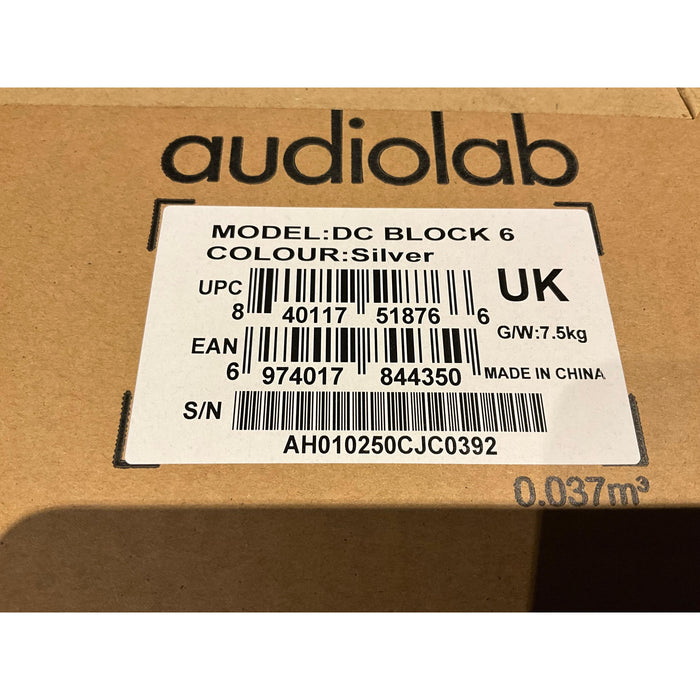 audiolab
MODEL:DC BLOCK 6
COLOUR:Silver
UPC
8 40117 51876 6
UK
G/W:7.5kg
EAN
6 974017 844350
MADE IN CHINA
S/N
AH010250CJC0392
0.037m³